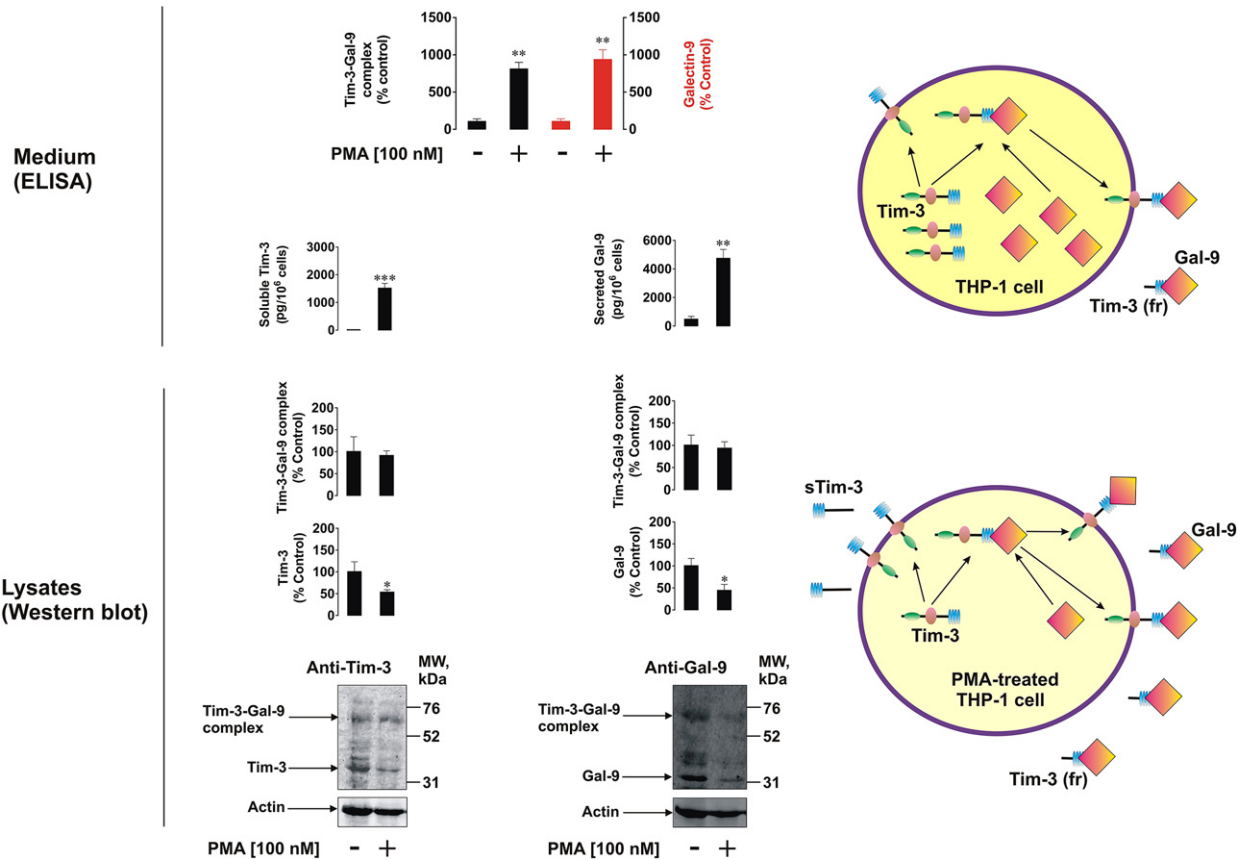 Medium
(ELISA)
Tim-3-Gal-9
complex
(% control)
1500
1000
500
0
**
**
1500
1000
500
0
Galectin-9
(% Control)
PMA [100 nM]
- + - +
Soluble Tim-3
(pg/10⁶ cells)
3000
2000
1000
0
***
Secreted Gal-9
(pg/10⁶ cells)
6000
4000
2000
0
**
Tim-3
THP-1 cell
Gal-9
Tim-3 (fr)
Lysates
(Western blot)
Tim-3-Gal-9 complex
(% Control)
200
150
100
50
0
Tim-3
(% Control)
200
150
100
50
0
*
Anti-Tim-3
MW,
kDa
Tim-3-Gal-9
complex
Tim-3
Actin
76
52
31
PMA [100 nM]
- +
Tim-3-Gal-9 complex
(% Control)
200
150
100
50
0
Gal-9
(% Control)
200
150
100
50
0
*
Anti-Gal-9
MW,
kDa
Tim-3-Gal-9
complex
Gal-9
Actin
76
52
31
PMA [100 nM]
- +
sTim-3
Gal-9
Tim-3
PMA-treated
THP-1 cell
Tim-3 (fr)